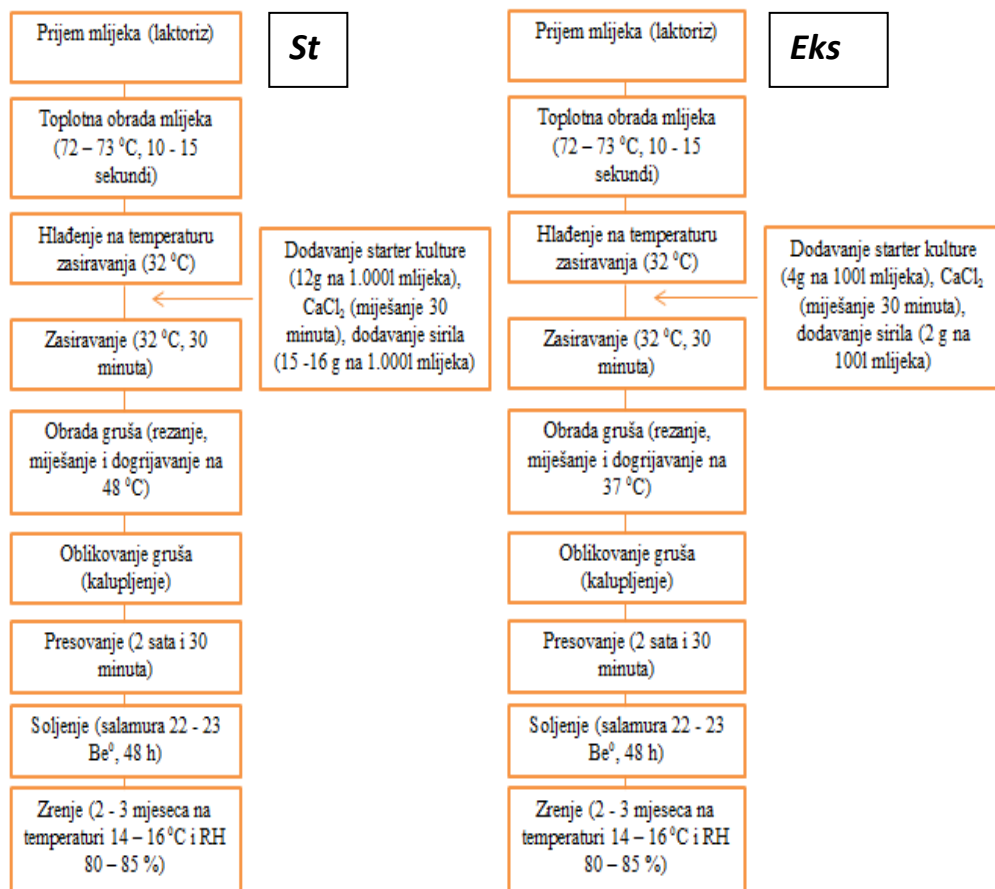 Prijem mlijeka (laktoriz)
St
Toplotna obrada mlijeka
(72 – 73 ⁰C, 10 - 15
sekundi)
Hlađenje na temperaturu
zasiravanja (32 ⁰C)
Dodavanje starter kulture
(12g na 1.000l mlijeka),
CaCl₂ (miješanje 30
minuta), dodavanje sirila
(15 -16 g na 1.000l mlijeka)
Zasiravanje (32 ⁰C, 30
minuta)
Obrada gruša (rezanje,
miješanje i dogrijavanje na
48 ⁰C)
Oblikovanje gruša
(kalupljenje)
Presovanje (2 sata i 30
minuta)
Soljenje (salamura 22 - 23
Be⁰, 48 h)
Zrenje (2 - 3 mjeseca na
temperaturi 14 – 16 ⁰C i RH
80 – 85 %)
Prijem mlijeka (laktoriz)
Eks
Toplotna obrada mlijeka
(72 – 73 ⁰C, 10 - 15
sekundi)
Hlađenje na temperaturu
zasiravanja (32 ⁰C)
Dodavanje starter kulture
(4g na 100l mlijeka), CaCl₂
(miješanje 30 minuta),
dodavanje sirila (2 g na
100l mlijeka)
Zasiravanje (32 ⁰C, 30
minuta)
Obrada gruša (rezanje,
miješanje i dogrijavanje na
37 ⁰C)
Oblikovanje gruša
(kalupljenje)
Presovanje (2 sata i 30
minuta)
Soljenje (salamura 22 - 23
Be⁰, 48 h)
Zrenje (2 - 3 mjeseca na
temperaturi 14 – 16 ⁰C i RH
80 – 85 %)